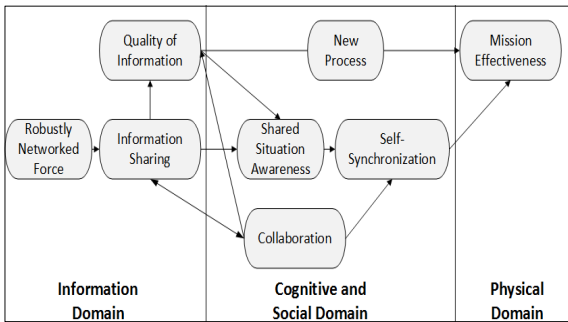 Quality of
Information
New
Process
Mission
Effectiveness
Robustly
Networked
Force
Information
Sharing
Shared
Situation
Awareness
Self-
Synchronization
Collaboration
Information
Domain
Cognitive and
Social Domain
Physical
Domain